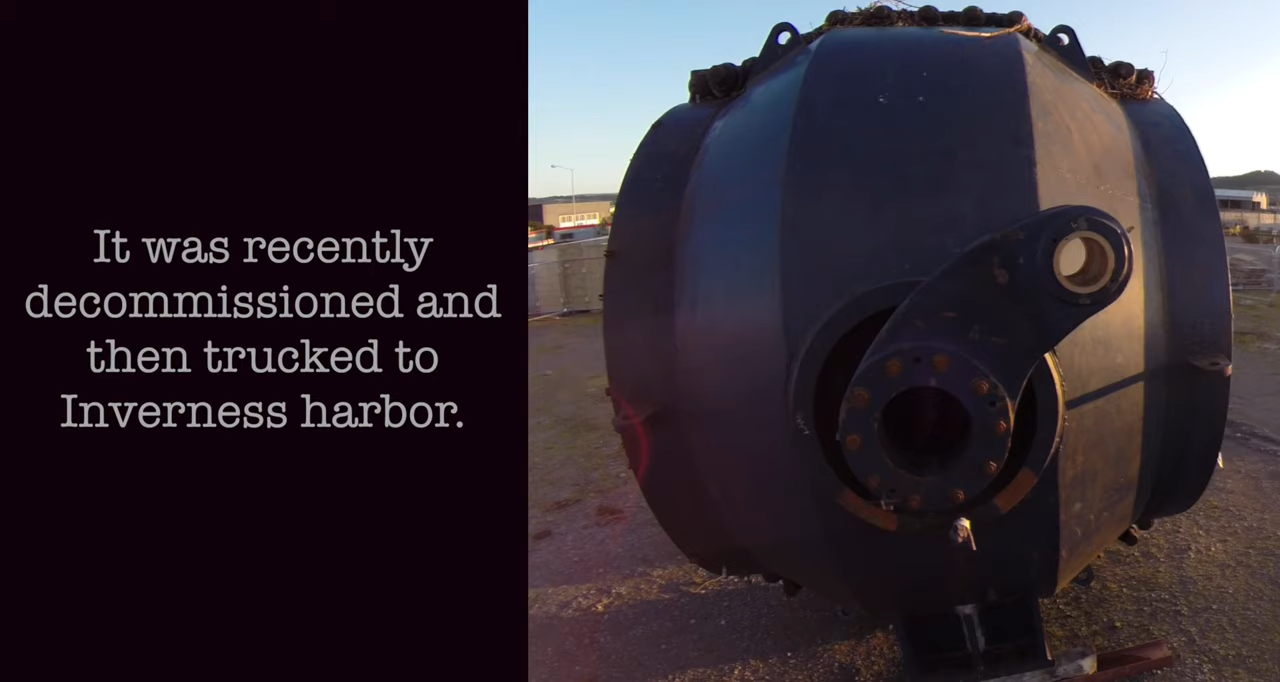 It was recently
decommissioned and
then trucked to
Inverness harbor.